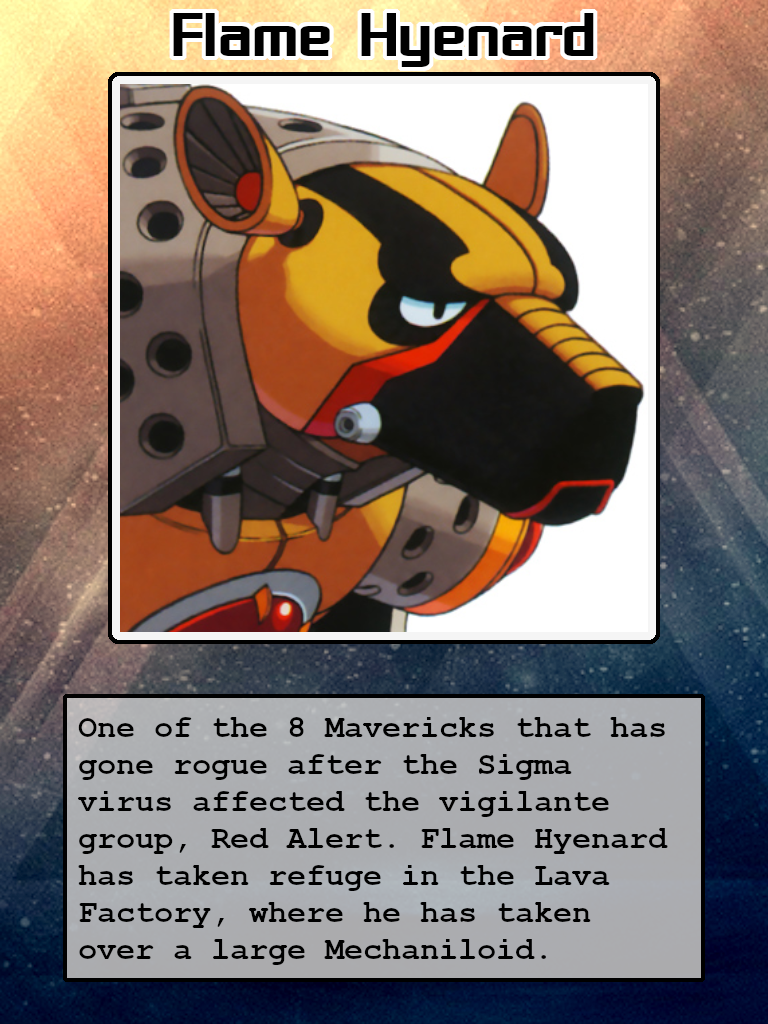 Flame Hyenard
One of the 8 Mavericks that has
gone rogue after the Sigma
virus affected the vigilante
group, Red Alert. Flame Hyenard
has taken refuge in the Lava
Factory, where he has taken
over a large Mechaniloid.